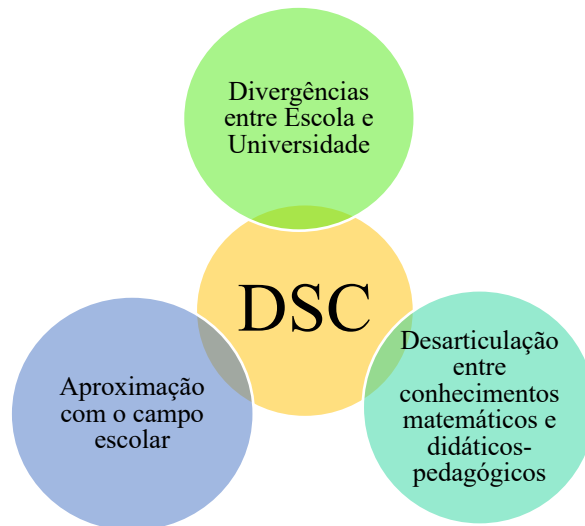 Divergências
entre Escola e
Universidade
DSC
Aproximação
com o campo
escolar
Desarticulação
entre
conhecimentos
matemáticos e
didáticos-
pedagógicos